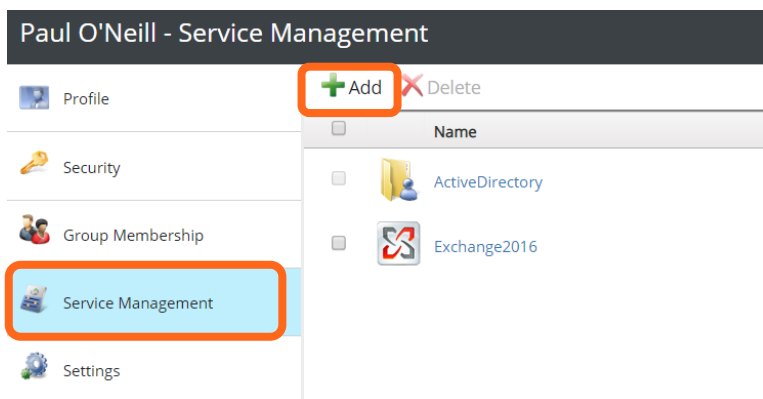 Paul O'Neill - Service Management
Profile
Security
Group Membership
Service Management
Settings
Add Delete
Name
ActiveDirectory
Exchange2016